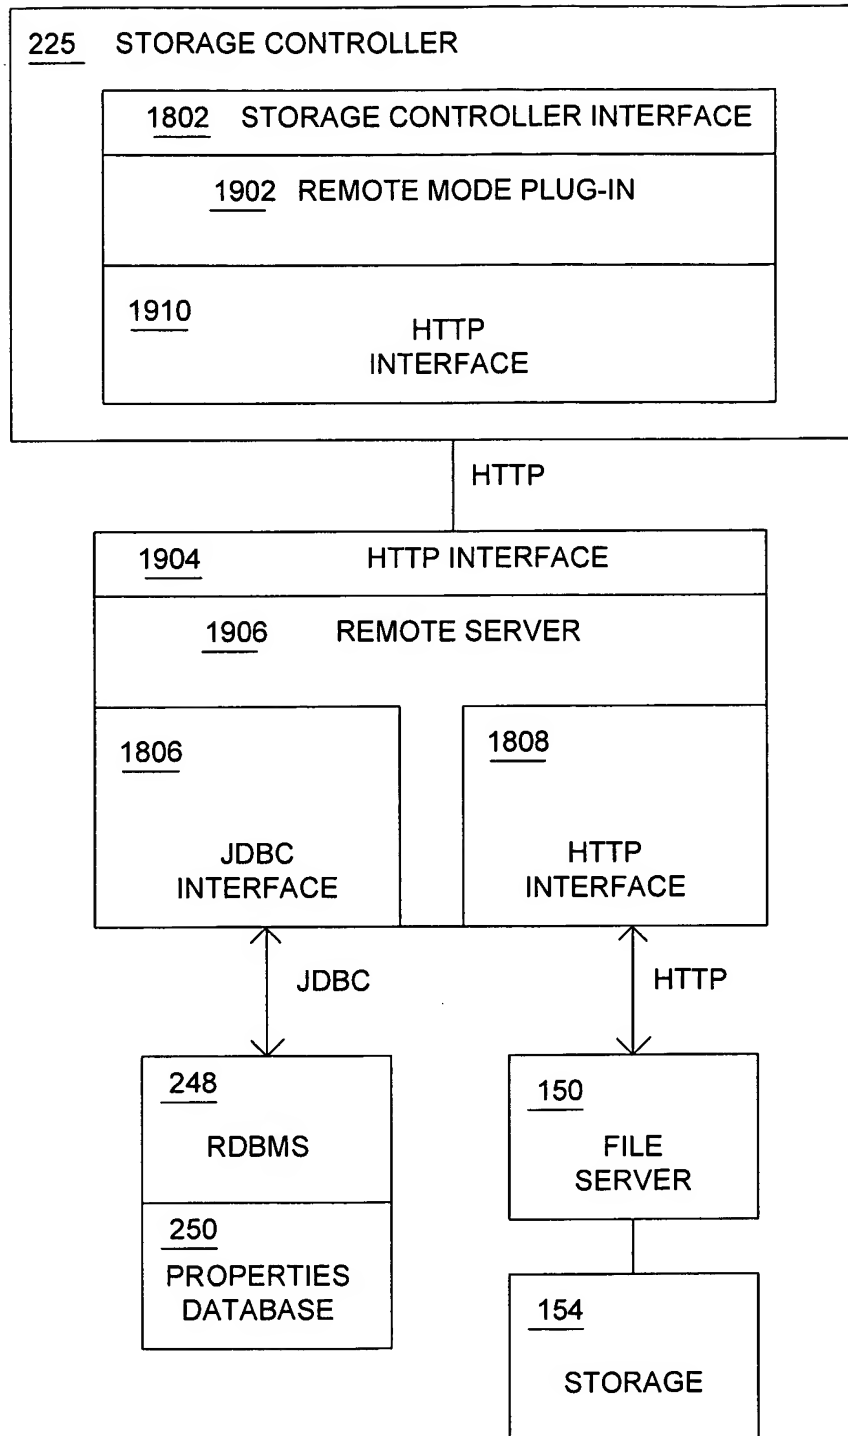 225 STORAGE CONTROLLER
1802 STORAGE CONTROLLER INTERFACE
1902 REMOTE MODE PLUG-IN
1910
HTTP
INTERFACE
HTTP
1904 HTTP INTERFACE
1906 REMOTE SERVER
1806
JDBC
INTERFACE
1808
HTTP
INTERFACE
JDBC
HTTP
248
RDBMS
250
PROPERTIES
DATABASE
150
FILE
SERVER
154
STORAGE